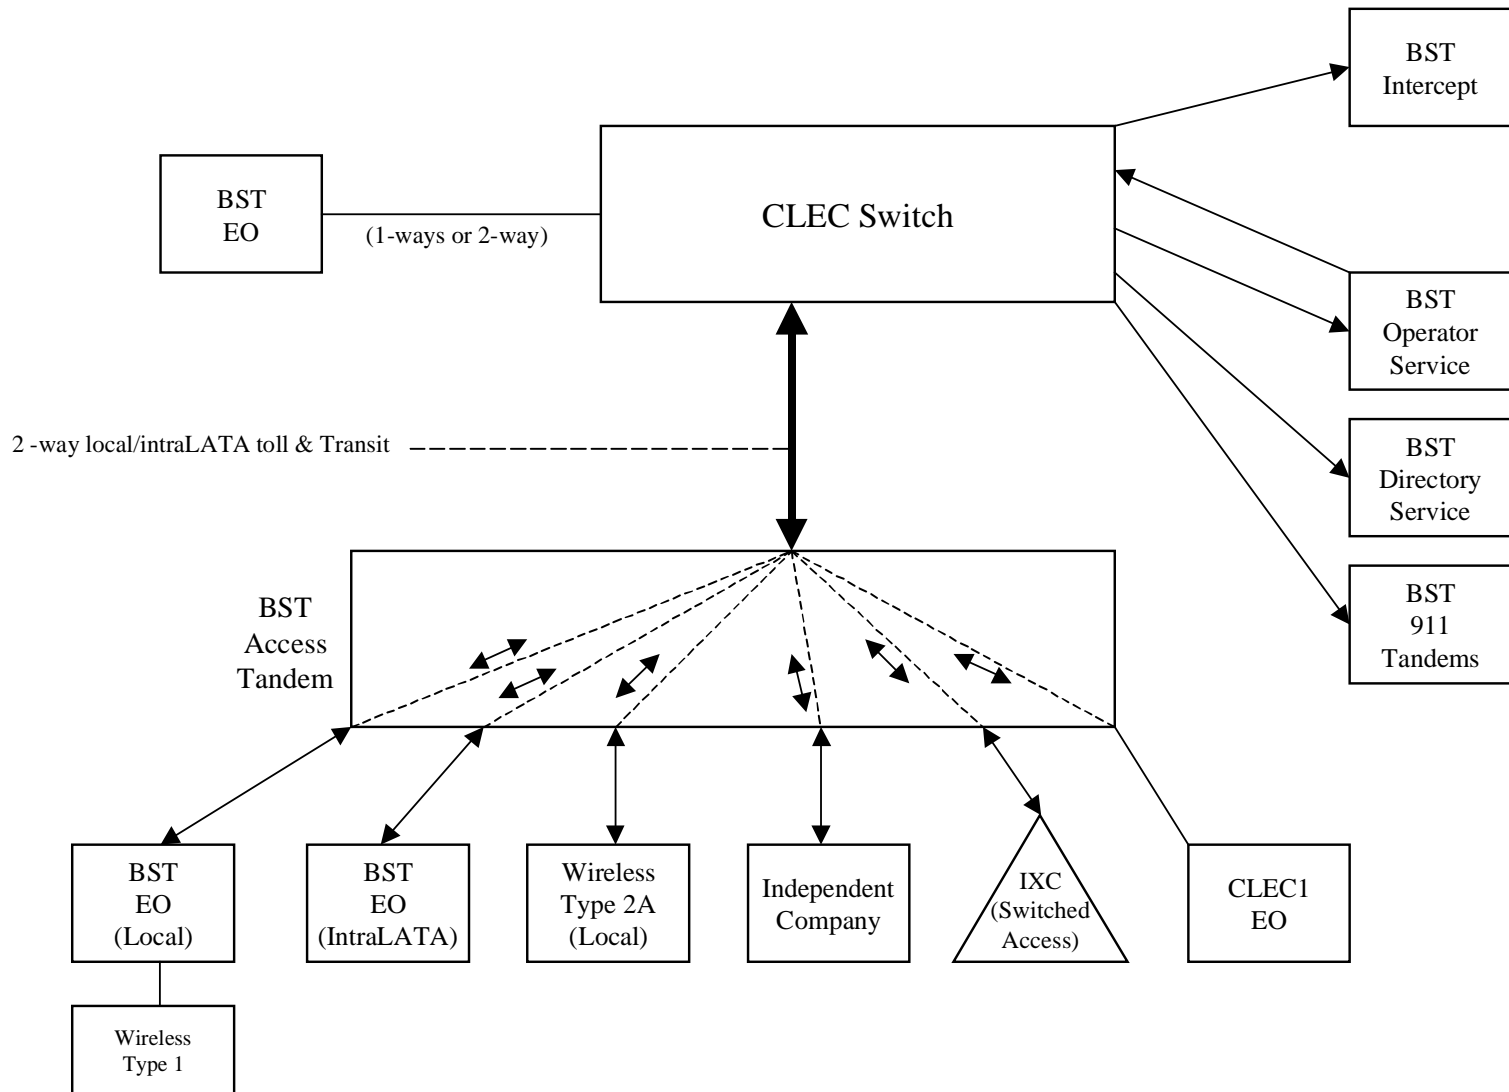 BST
Intercept
BST
EO
(1-ways or 2-way)
CLEC Switch
BST
Operator
Service
2 -way local/intraLATA toll & Transit
BST
Directory
Service
BST
911
Tandems
BST
Access
Tandem
BST
EO
(Local)
BST
EO
(IntraLATA)
Wireless
Type 2A
(Local)
Independent
Company
IXC
(Switched
Access)
CLEC1
EO
Wireless
Type 1